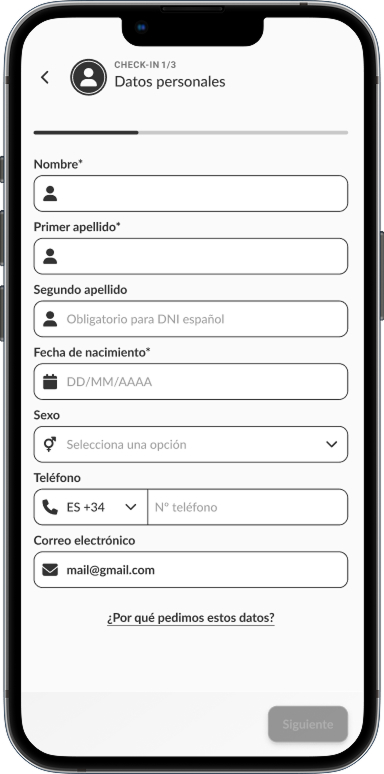 CHECK-IN 1/3
Datos personales
Nombre*
Primer apellido*
Segundo apellido
Obligatorio para DNI español
Fecha de nacimiento*
DD/MM/AAAA
Sexo
Selecciona una opción
Teléfono
ES +34
Nº teléfono
Correo electrónico
mail@gmail.com
¿Por qué pedimos estos datos?
Siguiente